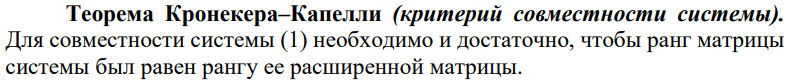 Теорема Кронекера–Капелли (критерий совместности системы).
Для совместности системы (1) необходимо и достаточно, чтобы ранг матрицы
системы был равен рангу ее расширенной матрицы.